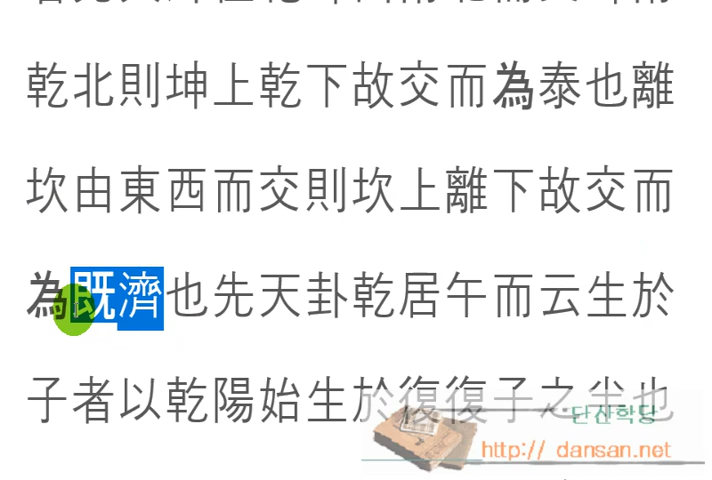 乾北則坤上乾下故交而為泰也離
坎由東西而交則坎上離下故交而
為既濟也先天卦乾居午而云生於
子者以乾陽始生於復復子之半也
단산학당
http:// dansan.net